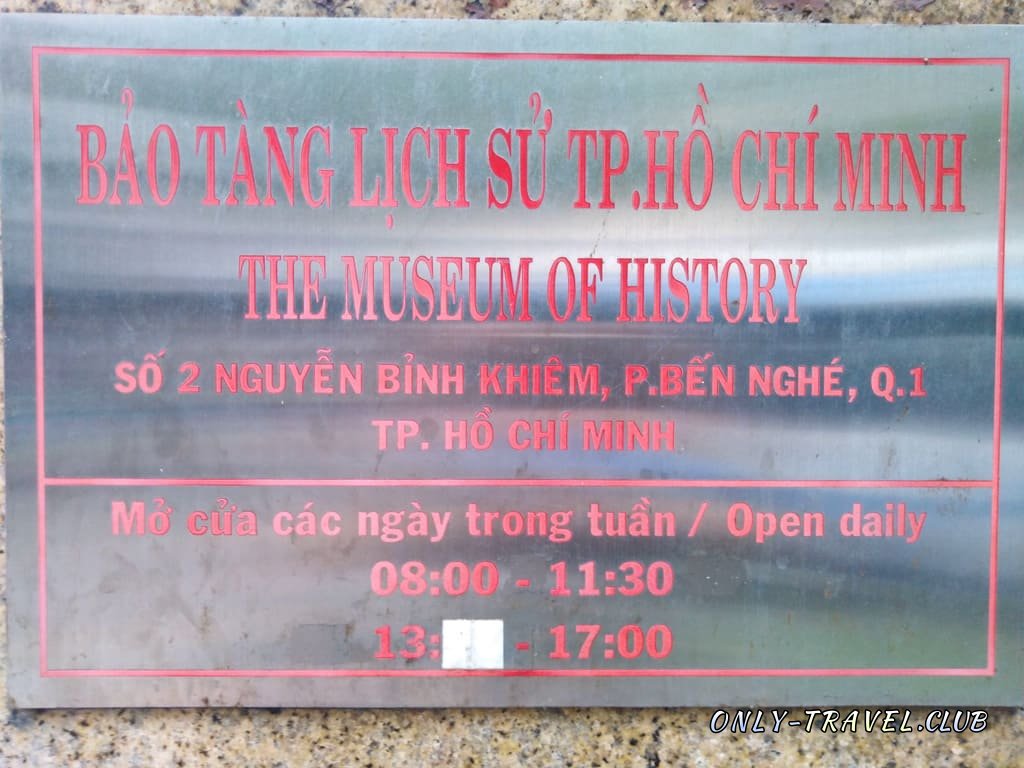 BẢO TÀNG LỊCH SỬ TP.HỒ CHÍ MINH
THE MUSEUM OF HISTORY
SỐ 2 NGUYỄN BỈNH KHIÊM, P.BẾN NGHÉ, Q.1
TP. HỒ CHÍ MINH
Mở cửa các ngày trong tuần / Open daily
08:00 - 11:30
13: - 17:00
ONLY-TRAVEL.CLUB